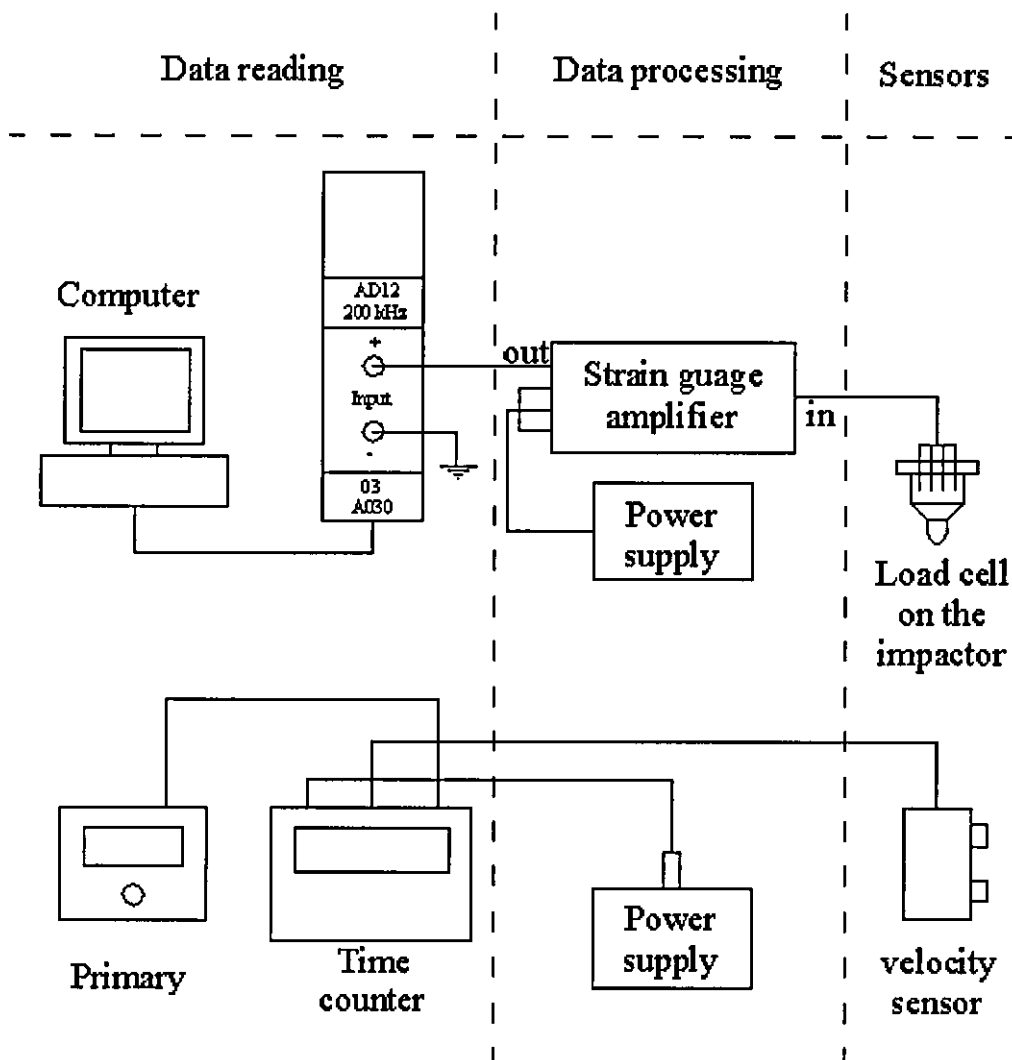 Data reading
Data processing
Sensors
Computer
AD12
200 kHz
+
Input
-
03
A030
out
Strain guage
amplifier
in
Power
supply
Load cell
on the
impactor
Primary
Time
counter
Power
supply
velocity
sensor